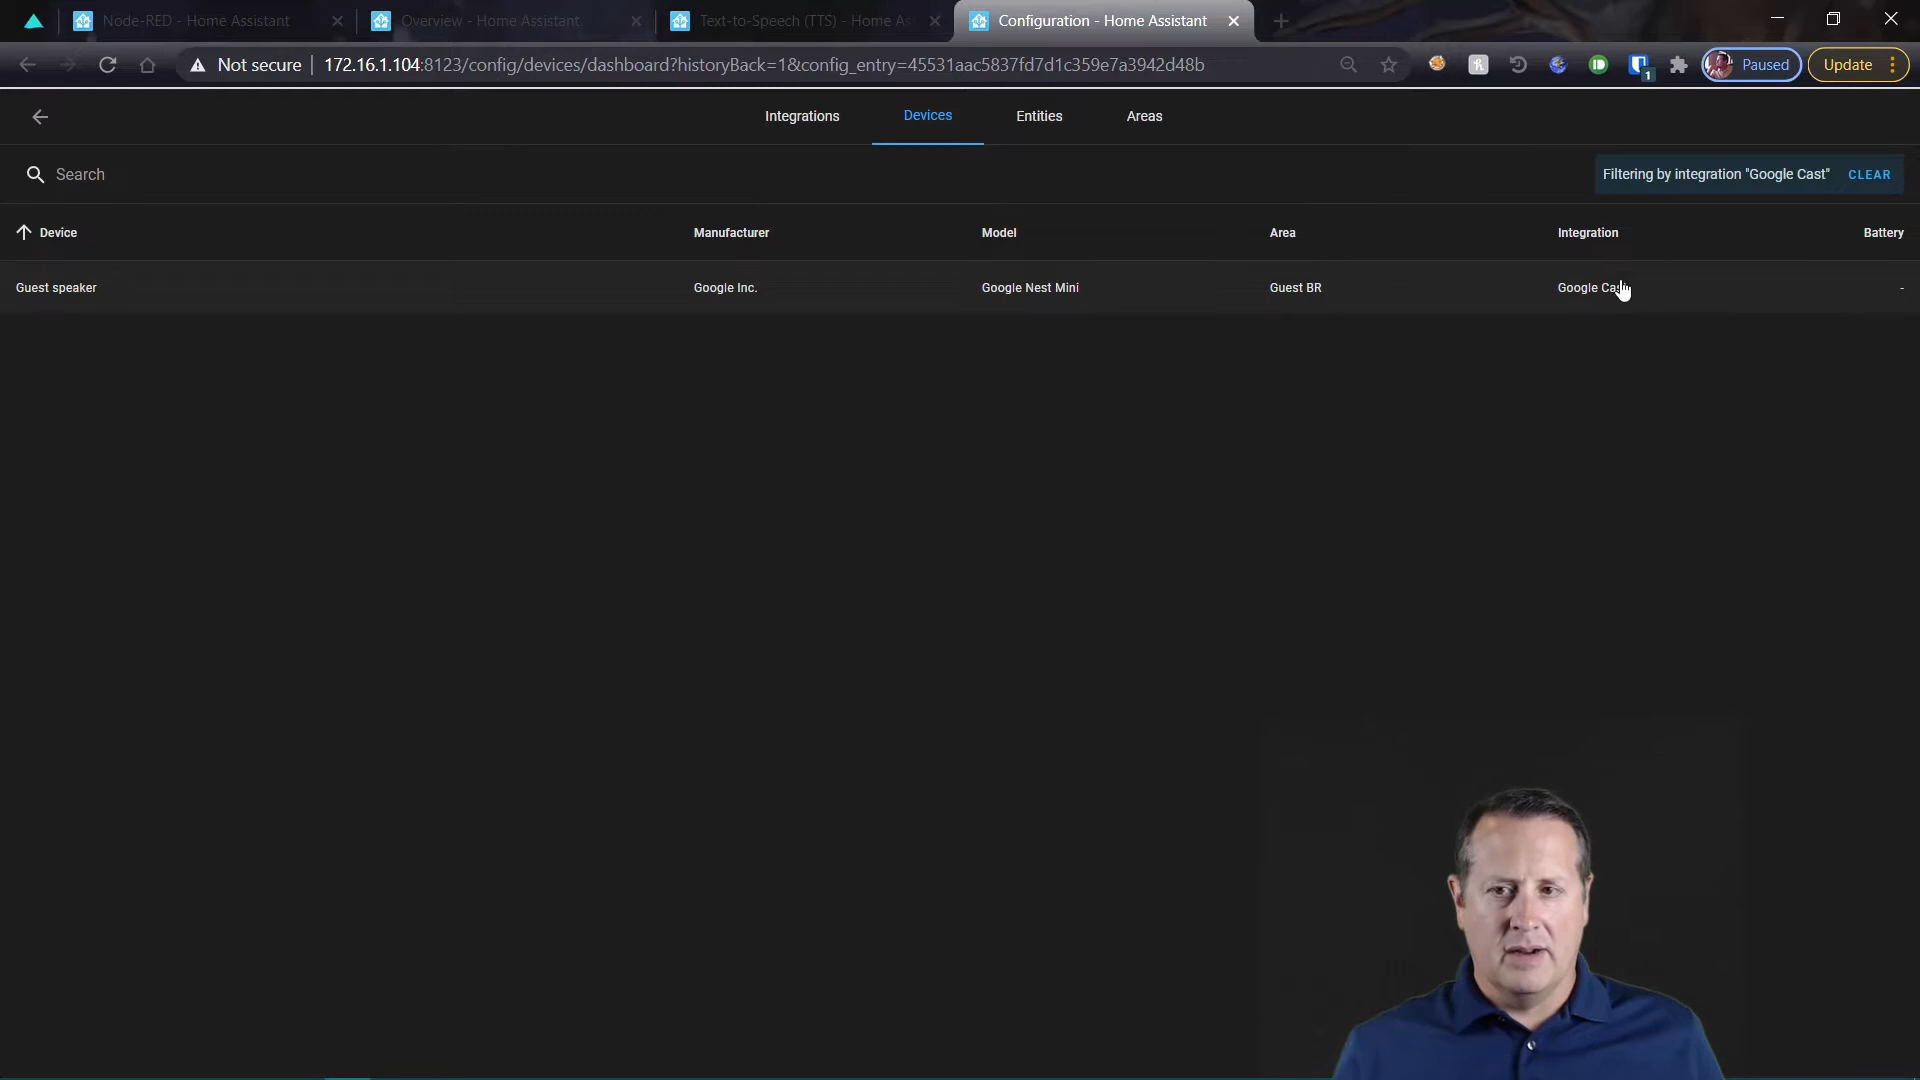 Node-RED - Home Assistant
Overview - Home Assistant
Text-to-Speech (TTS) - Home As
Configuration - Home Assistant
Not secure
172.16.1.104:8123/config/devices/dashboard?historyBack=1&config_entry=45531aac5837fd7d1c359e7a3942d48b
1
Paused
Update
Integrations
Devices
Entities
Areas
Search
Filtering by integration "Google Cast"
CLEAR
Device
Manufacturer
Model
Area
Integration
Battery
Guest speaker
Google Inc.
Google Nest Mini
Guest BR
Google Cast
-